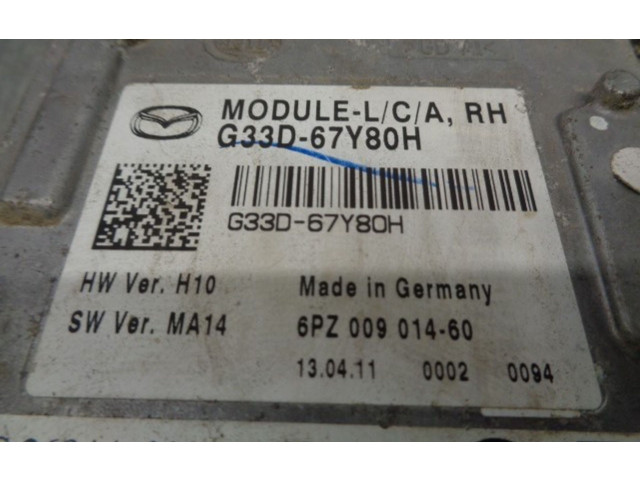 MODULE-L/C/A, RH
G33D-67Y80H
G33D-67Y80H
HW Ver. H10
Made in Germany
SW Ver. MA14
6PZ 009 014-60
13.04.11 0002 0094